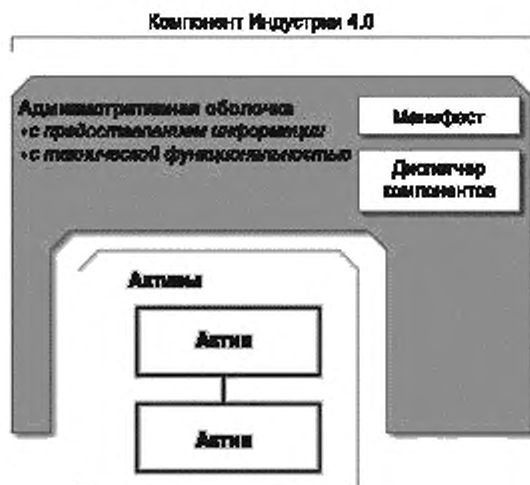 Компонент Индустрии 4.0
Административная оболочка
• с предоставлением информации
• с технической функциональностью
Манифест
Диспетчер
компонентов
Активы
Актив
Актив